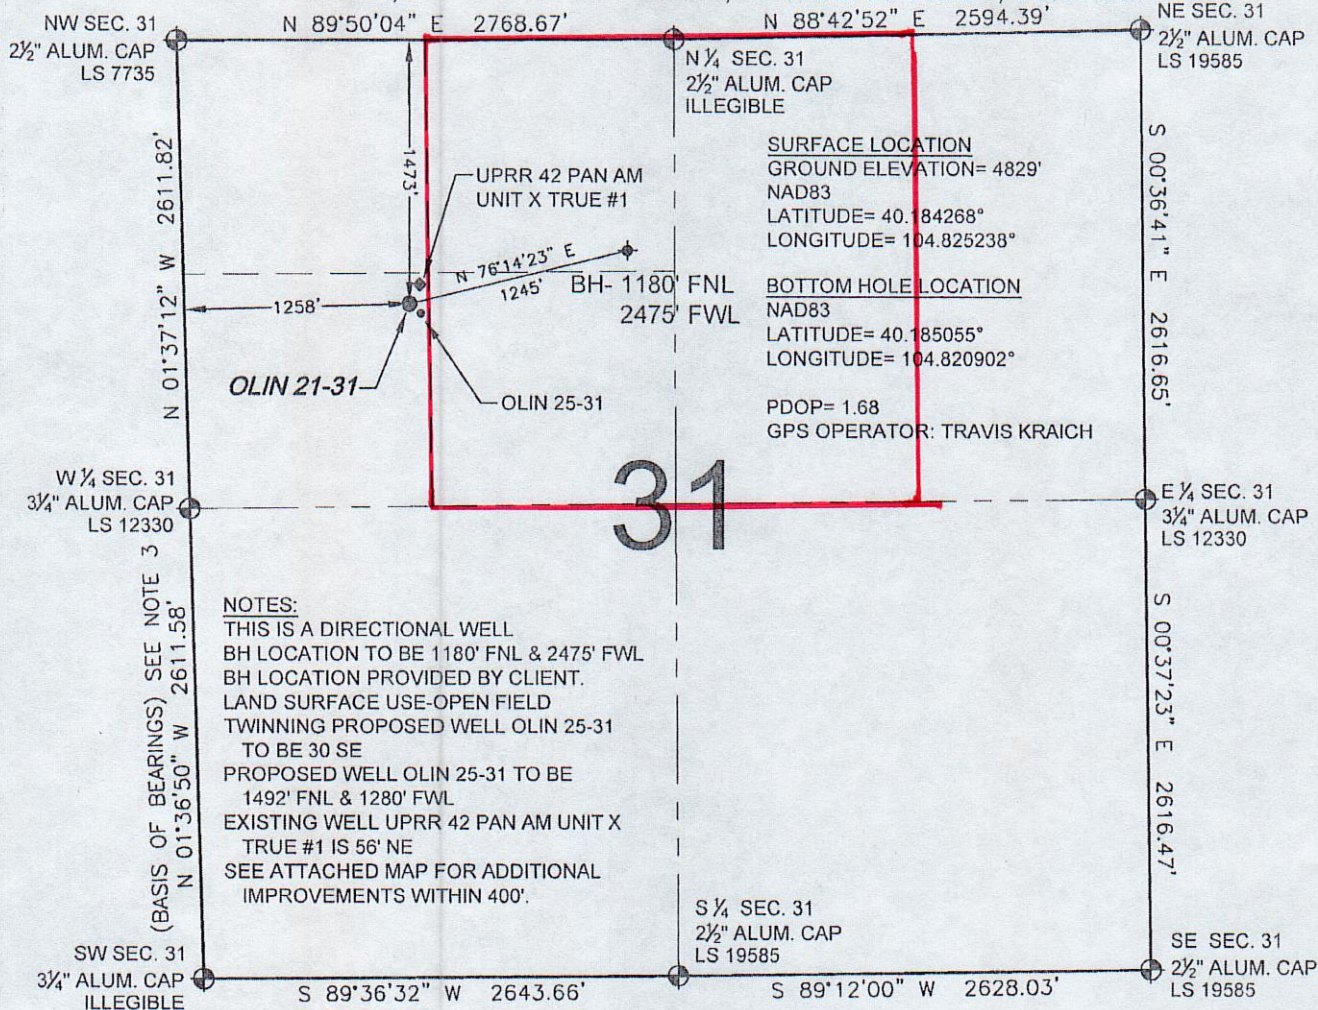 NW SEC. 31
2½" ALUM. CAP
LS 7735
N 89°50'04" E 2768.67'
N 88°42'52" E 2594.39'
NE SEC. 31
2½" ALUM. CAP
LS 19585
N ¼ SEC. 31
2½" ALUM. CAP
ILLEGIBLE
N 01°37'12" W 2611.82'
1473'
UPRR 42 PAN AM
UNIT X TRUE #1
SURFACE LOCATION
GROUND ELEVATION= 4829'
NAD83
LATITUDE= 40.184268°
LONGITUDE= 104.825238°
S 00°36'41" E 2616.65'
N 76°14'23" E
1245'
1258'
BH- 1180' FNL
2475' FWL
BOTTOM HOLE LOCATION
NAD83
LATITUDE= 40.185055°
LONGITUDE= 104.820902°
OLIN 21-31
OLIN 25-31
PDOP= 1.68
GPS OPERATOR: TRAVIS KRAICH
W ¼ SEC. 31
3¼" ALUM. CAP
LS 12330
31
E ¼ SEC. 31
3¼" ALUM. CAP
LS 12330
(BASIS OF BEARINGS) SEE NOTE 3
N 01°36'50" W 2611.58'
NOTES:
THIS IS A DIRECTIONAL WELL
BH LOCATION TO BE 1180' FNL & 2475' FWL
BH LOCATION PROVIDED BY CLIENT.
LAND SURFACE USE-OPEN FIELD
TWINNING PROPOSED WELL OLIN 25-31
TO BE 30 SE
PROPOSED WELL OLIN 25-31 TO BE
1492' FNL & 1280' FWL
EXISTING WELL UPRR 42 PAN AM UNIT X
TRUE #1 IS 56' NE
SEE ATTACHED MAP FOR ADDITIONAL
IMPROVEMENTS WITHIN 400'.
S 00°37'23" E 2616.47'
S ¼ SEC. 31
2½" ALUM. CAP
LS 19585
SW SEC. 31
3¼" ALUM. CAP
ILLEGIBLE
S 89°36'32" W 2643.66'
S 89°12'00" W 2628.03'
SE SEC. 31
2½" ALUM. CAP
LS 19585